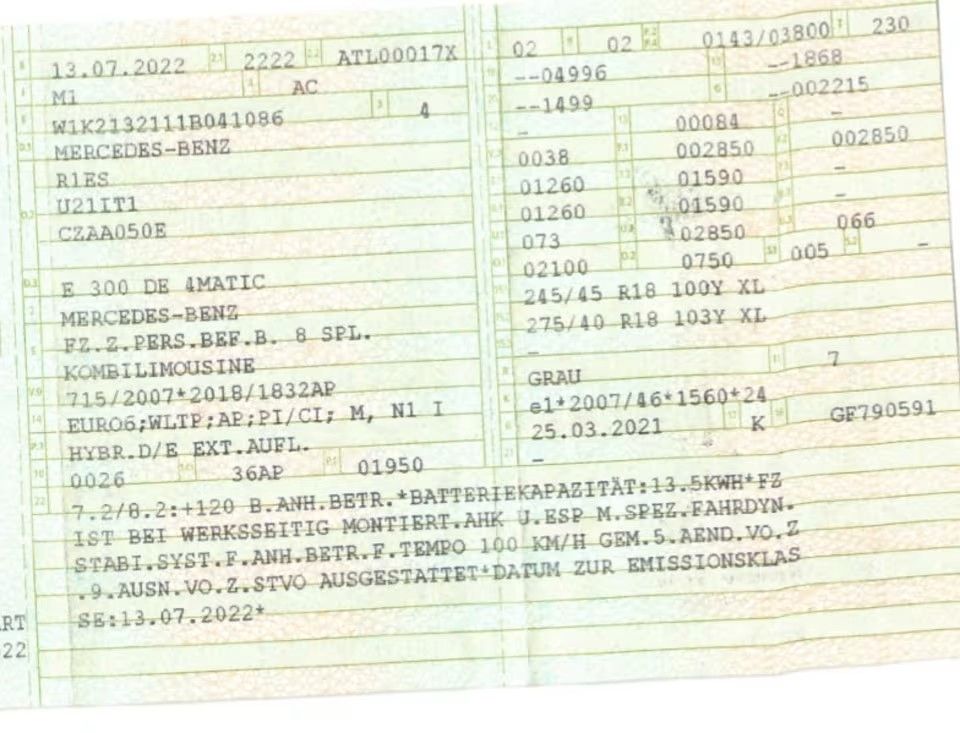 13.07.2022 2222 ATL00017X
M1 AC
W1K2132111B041086 4
MERCEDES-BENZ
R1ES
U21IT1
CZAA050E
E 300 DE 4MATIC
MERCEDES-BENZ
FZ.Z.PERS.BEF.B. 8 SPL.
KOMBILIMOUSINE
715/2007*2018/1832AP
EURO6;WLTP;AP;PI/CI; M, N1 I
HYBR.D/E EXT.AUFL.
0026 36AP 01950
02 02 0143/03800 230
--04996 --1868
--1499 --002215
- 00084 -
0038 002850 002850
01260 01590 -
01260 01590 -
073 02850 066
02100 0750 005 -
245/45 R18 100Y XL
275/40 R18 103Y XL
-
GRAU 7
e1*2007/46*1560*24
25.03.2021 K GF790591
-
7.2/8.2:+120 B.ANH.BETR.*BATTERIEKAPAZITÄT:13.5KWH*FZ
IST BEI WERKSSEITIG MONTIERT.AHK U.ESP M.SPEZ.FAHRDYN.
STABI.SYST.F.ANH.BETR.F.TEMPO 100 KM/H GEM.5.AEND.VO.Z
.9.AUSN.VO.Z.STVO AUSGESTATTET*DATUM ZUR EMISSIONSKLAS
SE:13.07.2022*